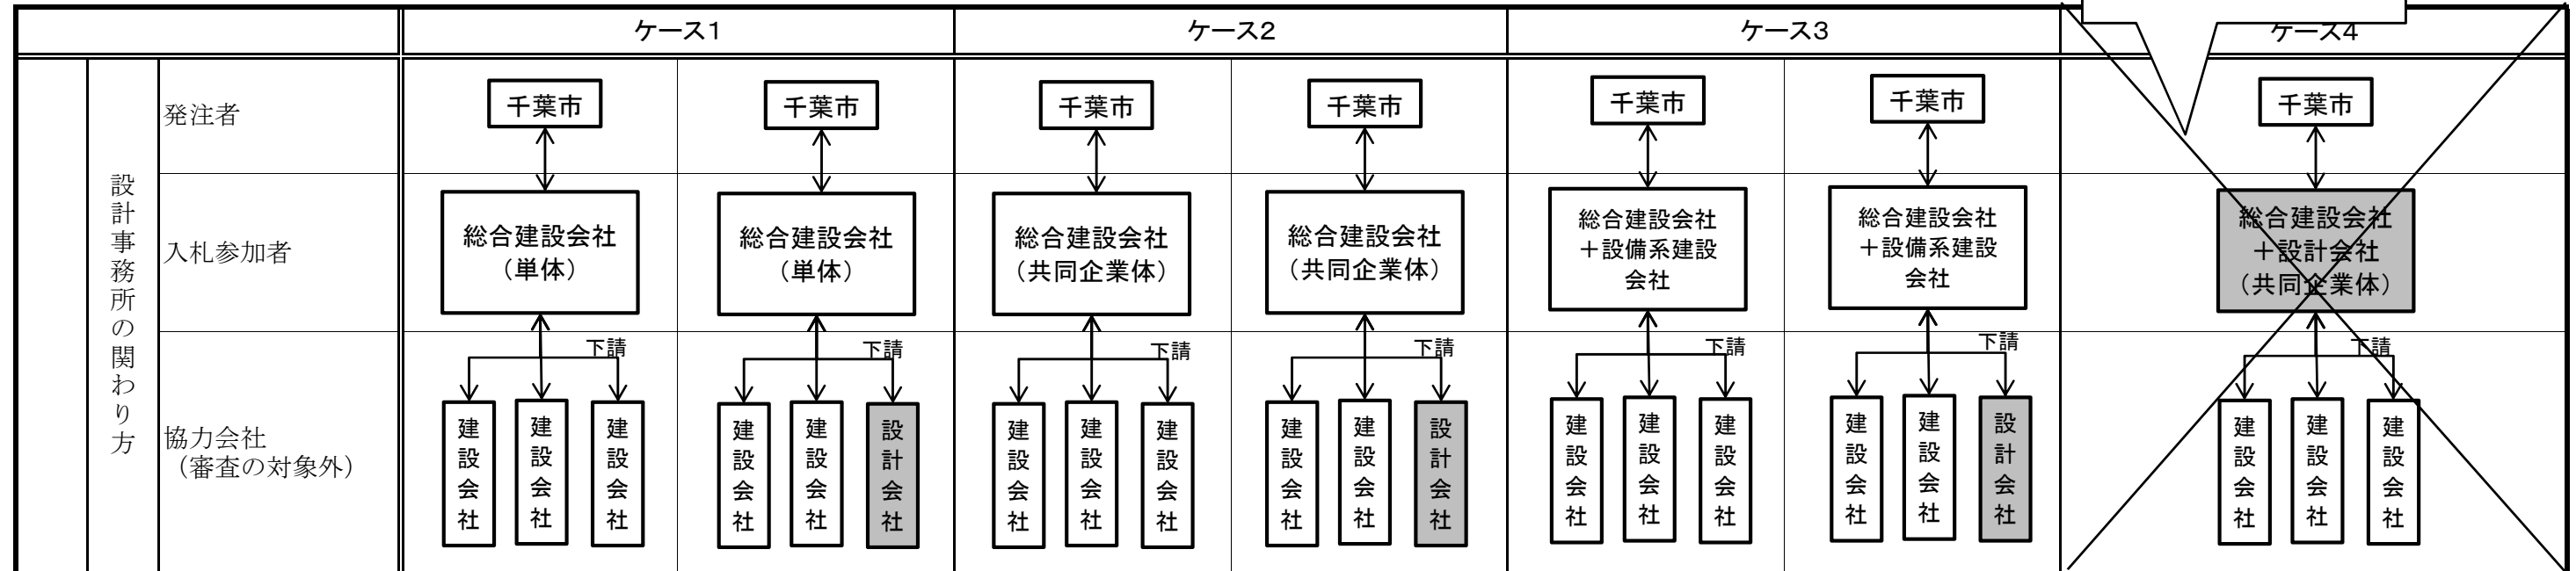 ケース1
ケース2
ケース3
ケース4
設計事務所の関わり方
発注者
千葉市
千葉市
千葉市
千葉市
千葉市
千葉市
千葉市
入札参加者
総合建設会社
（単体）
総合建設会社
（単体）
総合建設会社
（共同企業体）
総合建設会社
（共同企業体）
総合建設会社
＋設備系建設
会社
総合建設会社
＋設備系建設
会社
総合建設会社
＋設計会社
（共同企業体）
協力会社
（審査の対象外）
下請
建設会社
建設会社
建設会社
下請
建設会社
建設会社
設計会社
下請
建設会社
建設会社
建設会社
下請
建設会社
建設会社
設計会社
下請
建設会社
建設会社
建設会社
下請
建設会社
建設会社
設計会社
下請
建設会社
建設会社
建設会社